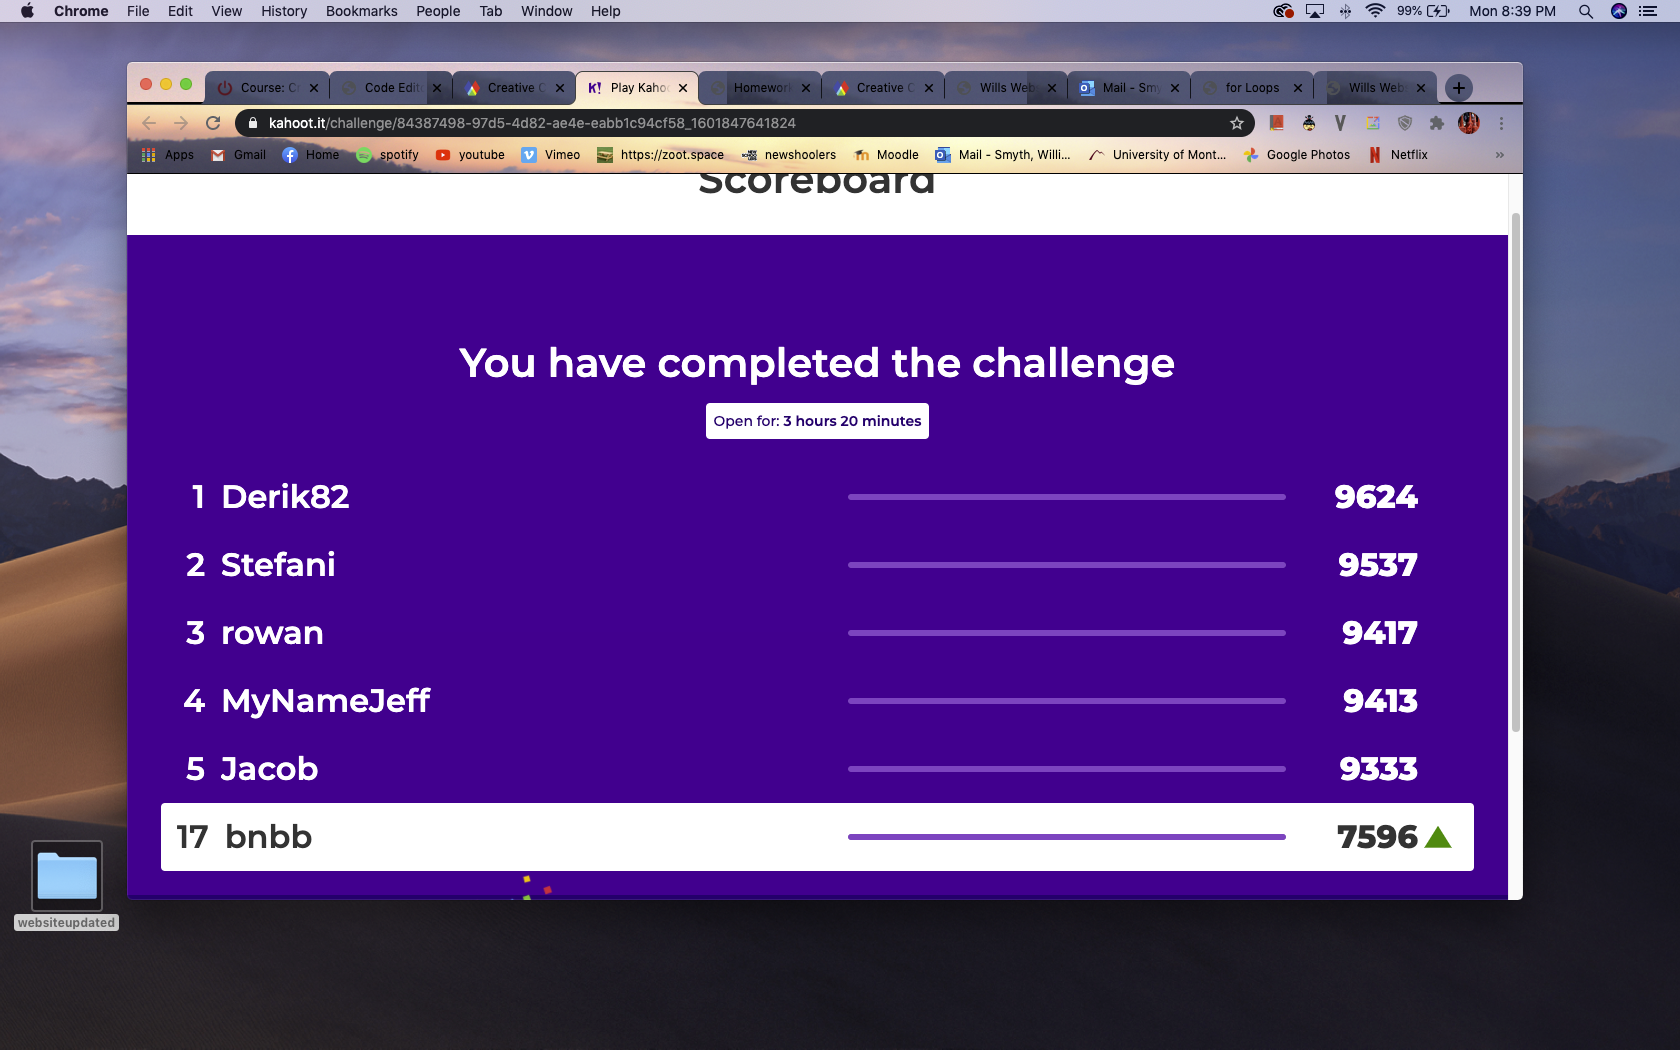 Chrome File Edit View History Bookmarks People Tab Window Help 99% Mon 8:39 PM
Course: Cr Code Edit Creative C K! Play Kahoo Homework Creative C Wills Web Mail - Smy for Loops Wills Webs
kahoot.it/challenge/84387498-97d5-4d82-ae4e-eabb1c94cf58_1601847641824
Apps Gmail Home spotify youtube Vimeo https://zoot.space newshoolers Moodle Mail - Smyth, Willi... University of Mont... Google Photos Netflix »
Scoreboard
You have completed the challenge
Open for: 3 hours 20 minutes
1 Derik82 9624
2 Stefani 9537
3 rowan 9417
4 MyNameJeff 9413
5 Jacob 9333
17 bnbb 7596
websiteupdated